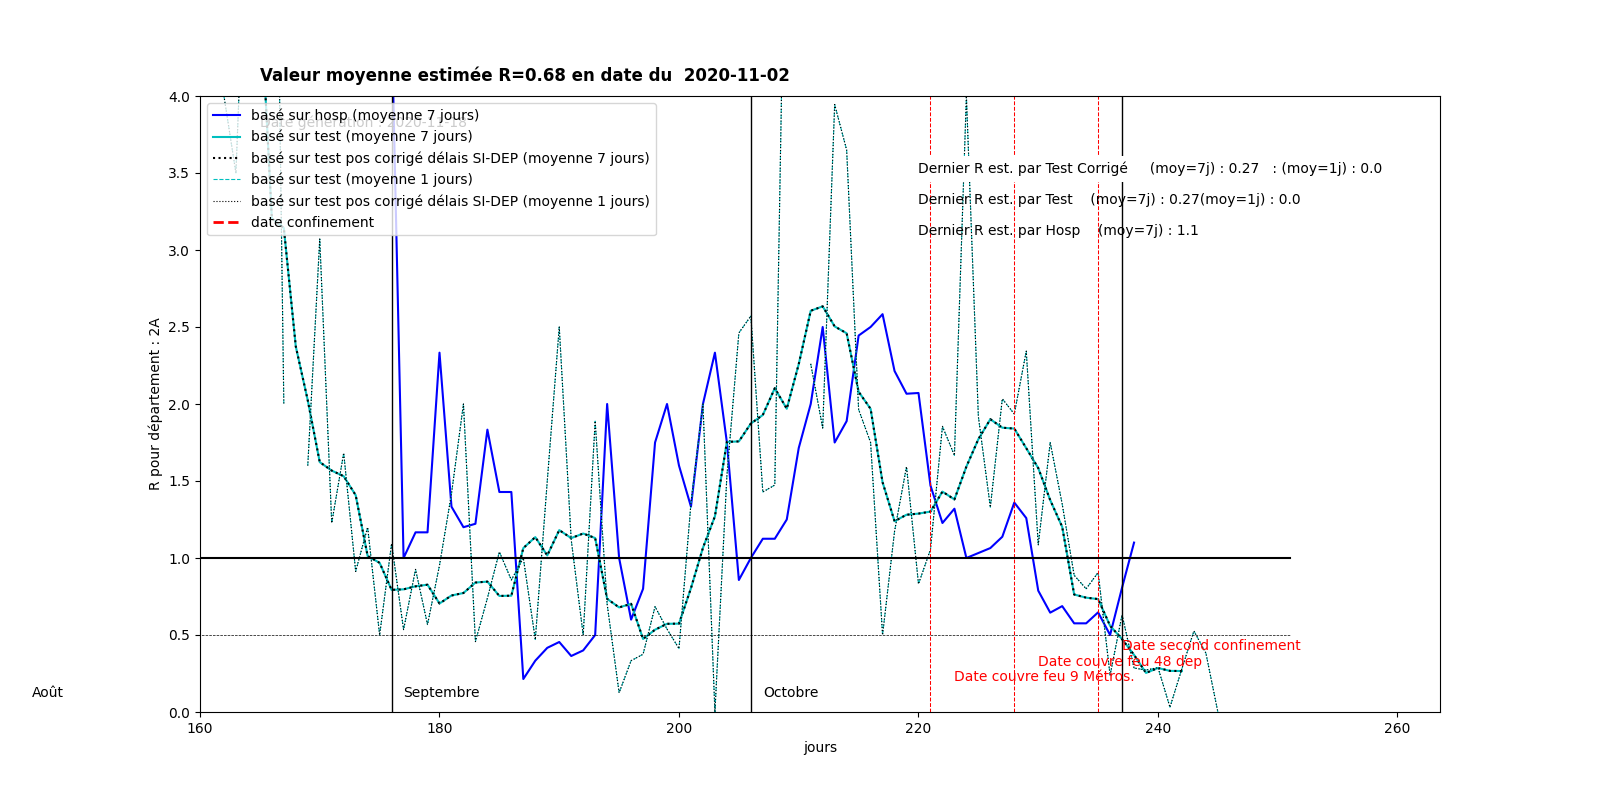 Valeur moyenne estimée R=0.68 en date du  2020-11-02
4.0
3.5
3.0
2.5
2.0
1.5
1.0
0.5
0.0
R pour département : 2A
basé sur hosp (moyenne 7 jours)
Date génération : 2020-11-18
basé sur test (moyenne 7 jours)
basé sur test pos corrigé délais SI-DEP (moyenne 7 jours)
basé sur test (moyenne 1 jours)
basé sur test pos corrigé délais SI-DEP (moyenne 1 jours)
date confinement
Dernier R est. par Test Corrigé     (moy=7j) : 0.27   : (moy=1j) : 0.0
Dernier R est. par Test    (moy=7j) : 0.27(moy=1j) : 0.0
Dernier R est. par Hosp    (moy=7j) : 1.1
Date second confinement
Date couvre feu 48 dep
Date couvre feu 9 Métros.
Août
Septembre
Octobre
160
180
200
220
240
260
jours